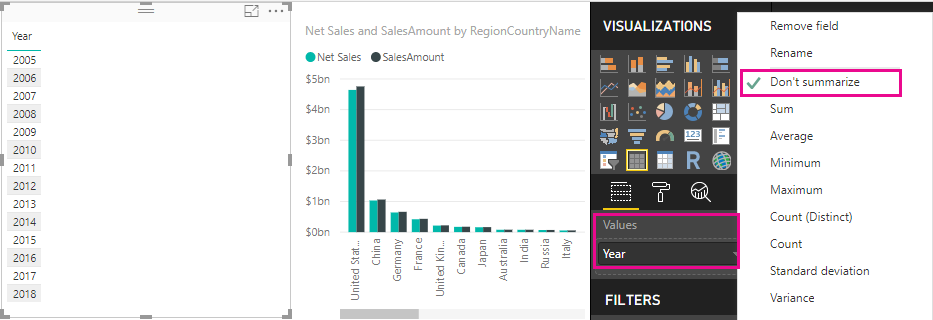 Year
2005
2006
2007
2008
2009
2010
2011
2012
2013
2014
2015
2016
2017
2018
Net Sales and SalesAmount by RegionCountryName
Net Sales SalesAmount
$5bn
$4bn
$3bn
$2bn
$1bn
$0bn
United Stat...
China
Germany
France
United Kin...
Canada
Japan
Australia
India
Russia
Italy
VISUALIZATIONS
R
Values
Year
FILTERS
Remove field
Rename
Don't summarize
Sum
Average
Minimum
Maximum
Count (Distinct)
Count
Standard deviation
Variance